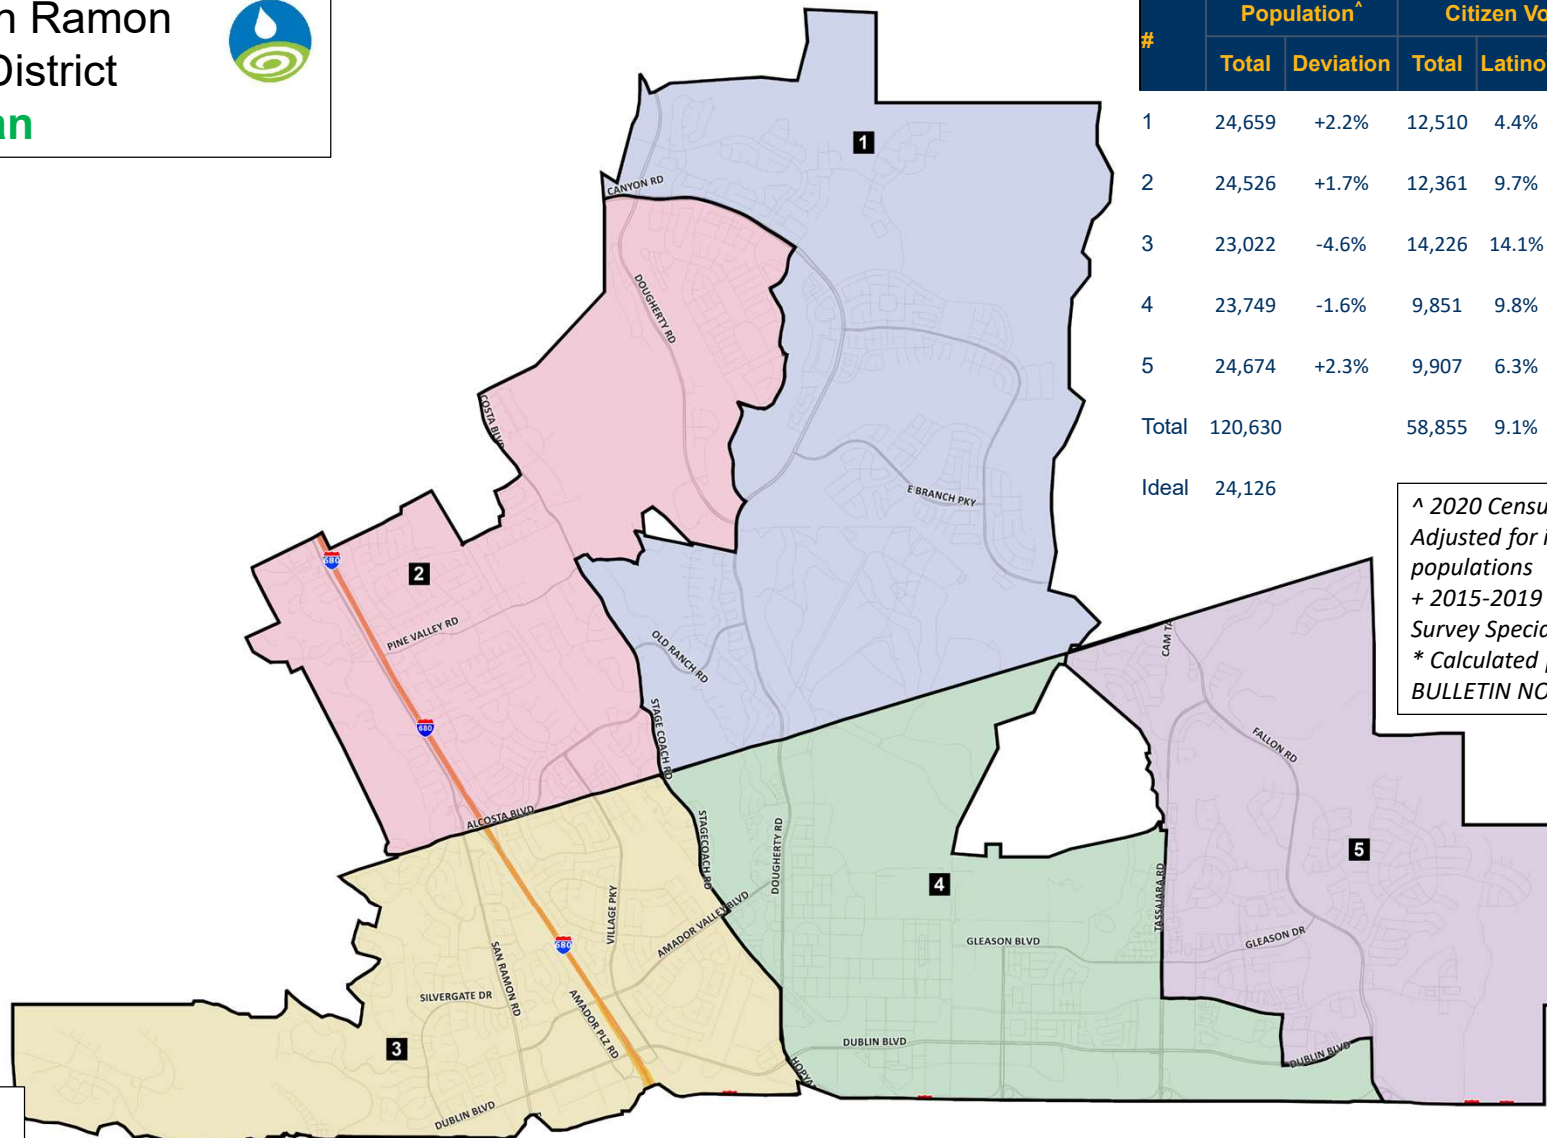 Ramon
District
Population^
Citizen
#
Total Deviation Total Latino
1 24,659 +2.2% 12,510 4.4%
2 24,526 +1.7% 12,361 9.7%
3 23,022 -4.6% 14,226 14.1%
4 23,749 -1.6% 9,851 9.8%
5 24,674 +2.3% 9,907 6.3%
Total 120,630 58,855 9.1%
Ideal 24,126
^ 2020 Censu
Adjusted for
populations
+ 2015-2019
Survey Specia
* Calculated
BULLETIN NO
1
CANYON RD
DOUGHERTY RD
COSTA BLVD
E BRANCH PKY
680
2
PINE VALLEY RD
OLD RANCH RD
CAM TA
680
STAGE COACH RD
FALLON RD
ALCOSTA BLVD
STAGECOACH RD
DOUGHERTY RD
5
4
TASSAJARA RD
VILLAGE PKY
AMADOR VALLEY BLVD
680
GLEASON BLVD
GLEASON DR
SAN RAMON RD
SILVERGATE DR
AMADOR PLZ RD
3
DUBLIN BLVD
DUBLIN BLVD
HOPYA
DUBLIN BLVD